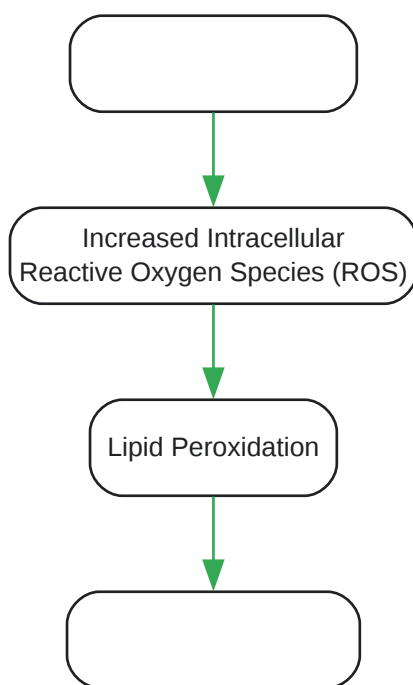 Increased Intracellular
Reactive Oxygen Species (ROS)
Lipid Peroxidation